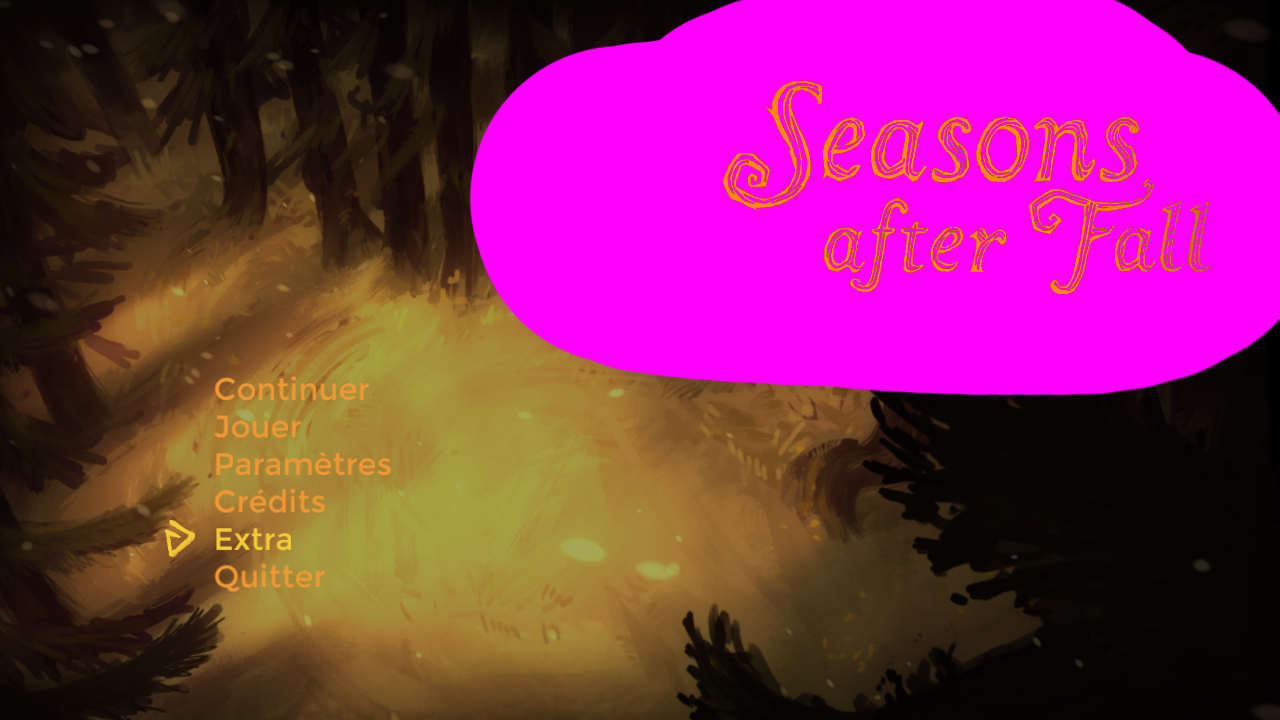 Seasons
after Fall
Continuer
Jouer
Paramètres
Crédits
Extra
Quitter